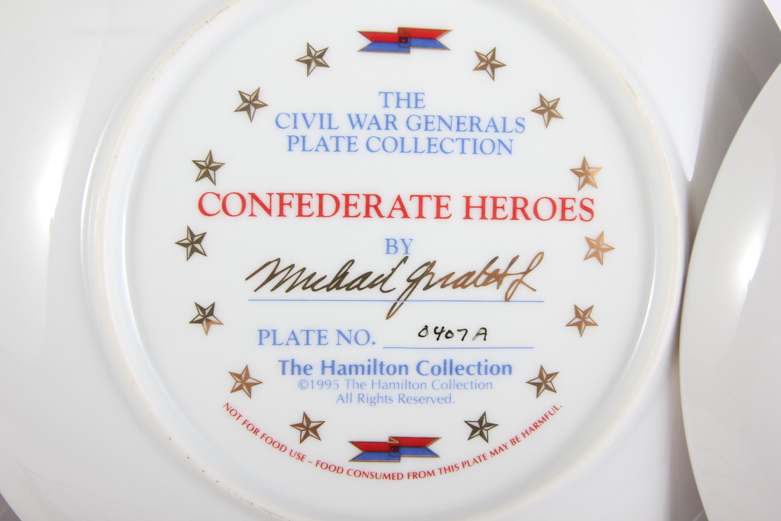 THE
CIVIL WAR GENERALS
PLATE COLLECTION
CONFEDERATE HEROES
BY
Michael Gnatek Jr
PLATE NO. 0407A
The Hamilton Collection
©1995 The Hamilton Collection
All Rights Reserved.
NOT FOR FOOD USE – FOOD CONSUMED FROM THIS PLATE MAY BE HARMFUL.